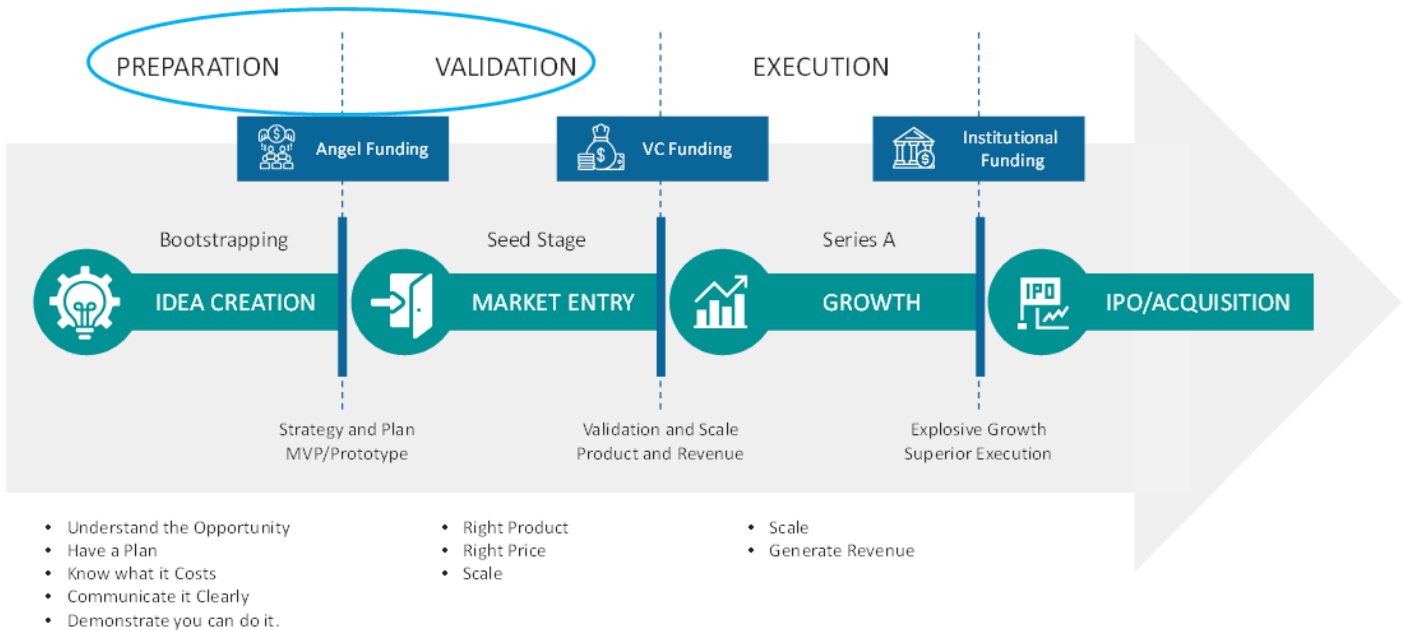 PREPARATION
VALIDATION
EXECUTION
Angel Funding
VC Funding
Institutional
Funding
Bootstrapping
Seed Stage
Series A
IDEA CREATION
MARKET ENTRY
GROWTH
IPO
IPO/ACQUISITION
Strategy and Plan
MVP/Prototype
Validation and Scale
Product and Revenue
Explosive Growth
Superior Execution
• Understand the Opportunity
• Have a Plan
• Know what it Costs
• Communicate it Clearly
• Demonstrate you can do it.
• Right Product
• Right Price
• Scale
• Scale
• Generate Revenue